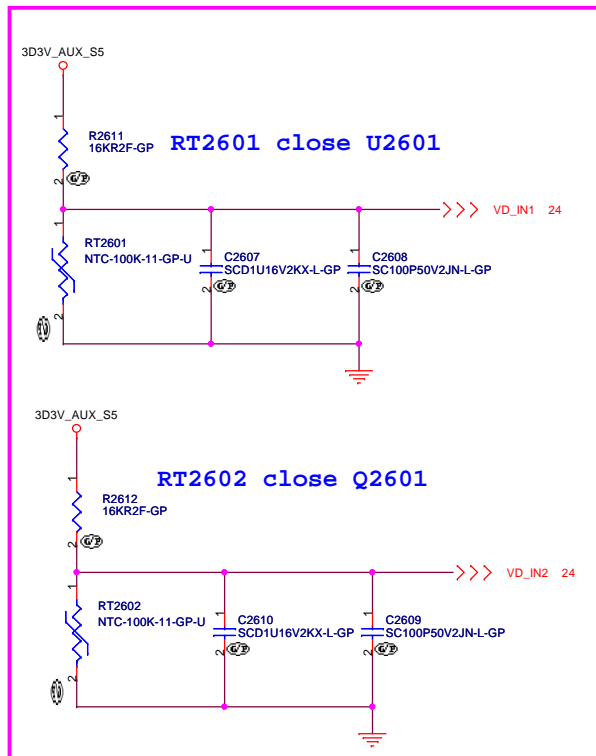 3D3V_AUX_S5
1
R2611
16KR2F-GP
RT2601 close U2601
2
VD_IN1 24
1
RT2601
NTC-100K-11-GP-U
2
1
C2607
SCD1U16V2KX-L-GP
2
1
C2608
SC100P50V2JN-L-GP
2
3D3V_AUX_S5
RT2602 close Q2601
1
R2612
16KR2F-GP
2
VD_IN2 24
1
RT2602
NTC-100K-11-GP-U
2
1
C2610
SCD1U16V2KX-L-GP
2
1
C2609
SC100P50V2JN-L-GP
2